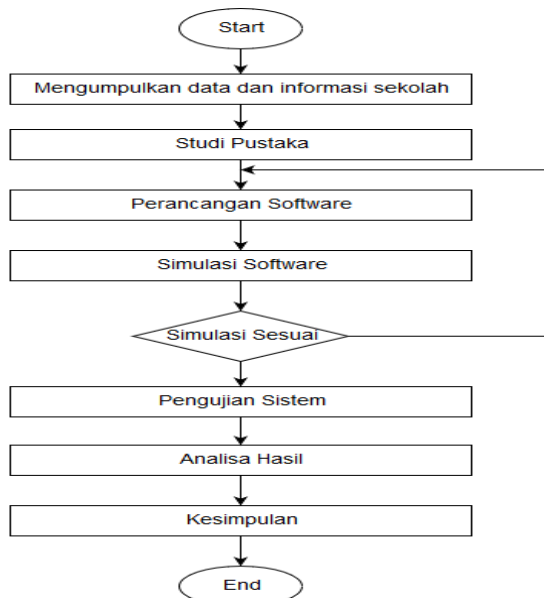 Start
Mengumpulkan data dan informasi sekolah
Studi Pustaka
Perancangan Software
Simulasi Software
Simulasi Sesuai
Pengujian Sistem
Analisa Hasil
Kesimpulan
End